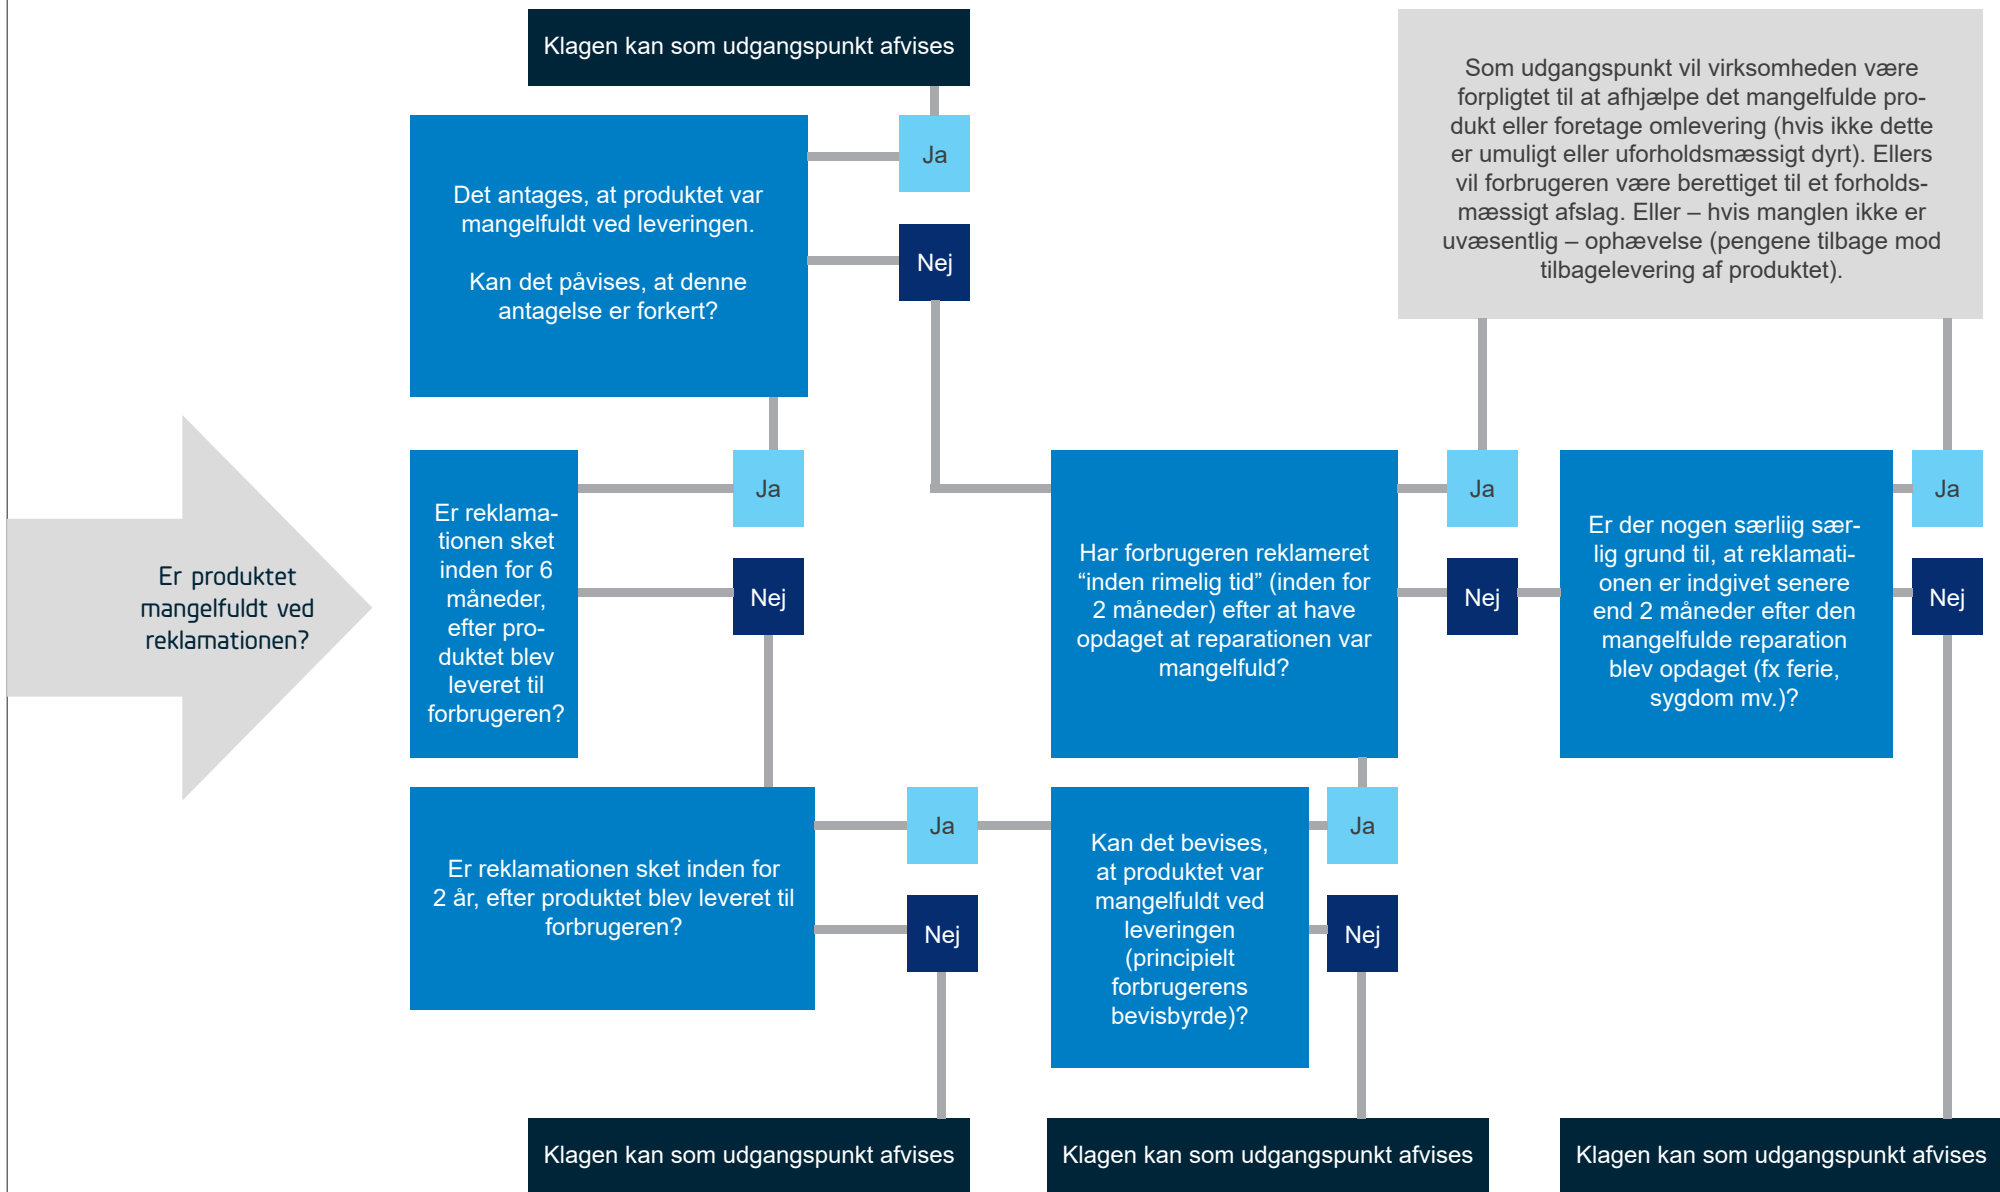 Klagen kan som udgangspunkt afvises
Som udgangspunkt vil virksomheden være
forpligtet til at afhjælpe det mangelfulde pro-
dukt eller foretage omlevering (hvis ikke dette
er umuligt eller uforholdsmæssigt dyrt). Ellers
vil forbrugeren være berettiget til et forholds-
mæssigt afslag. Eller – hvis manglen ikke er
uvæsentlig – ophævelse (pengene tilbage mod
tilbagelevering af produktet).
Det antages, at produktet var
mangelfuldt ved leveringen.
Kan det påvises, at denne
antagelse er forkert?
Ja
Nej
Er produktet
mangelfuldt ved
reklamationen?
Er reklama-
tionen sket
inden for 6
måneder,
efter pro-
duktet blev
leveret til
forbrugeren?
Ja
Nej
Har forbrugeren reklameret
“inden rimelig tid” (inden for
2 måneder) efter at have
opdaget at reparationen var
mangelfuld?
Ja
Nej
Er der nogen særliig sær-
lig grund til, at reklamati-
onen er indgivet senere
end 2 måneder efter den
mangelfulde reparation
blev opdaget (fx ferie,
sygdom mv.)?
Ja
Nej
Er reklamationen sket inden for
2 år, efter produktet blev leveret til
forbrugeren?
Ja
Nej
Kan det bevises,
at produktet var
mangelfuldt ved
leveringen
(principielt
forbrugerens
bevisbyrde)?
Ja
Nej
Klagen kan som udgangspunkt afvises
Klagen kan som udgangspunkt afvises
Klagen kan som udgangspunkt afvises